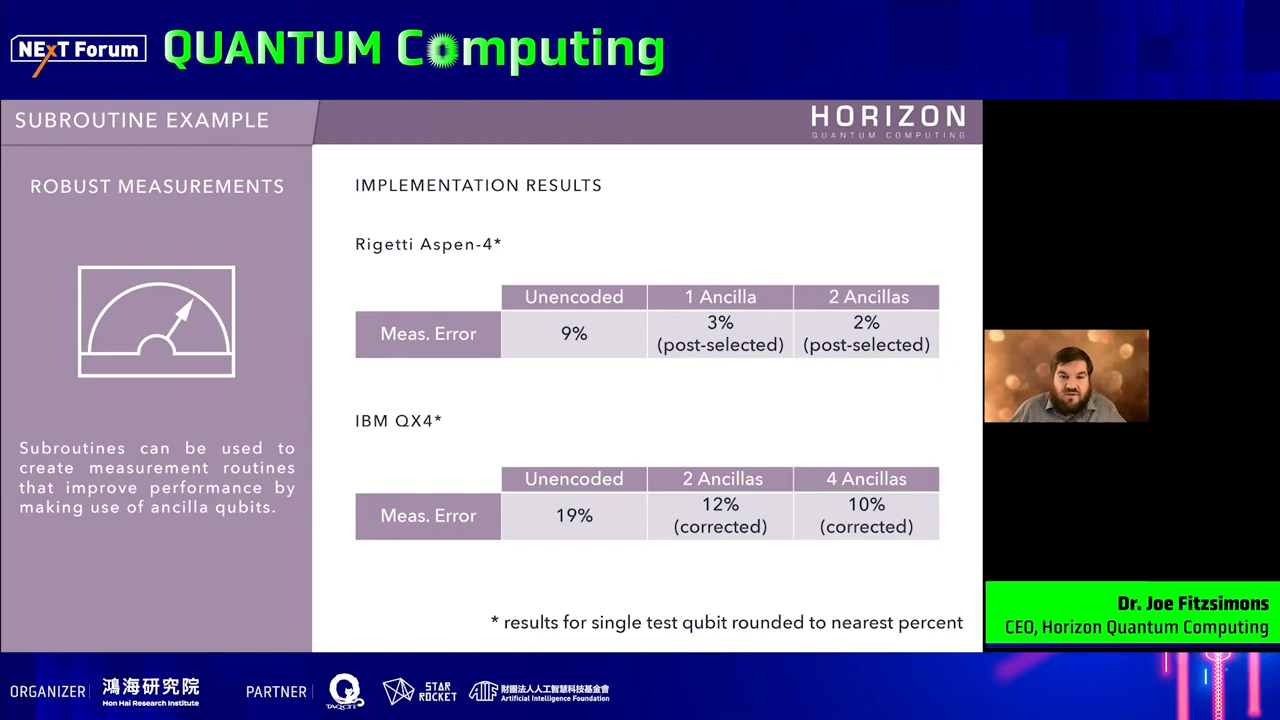 NExT Forum
QUANTUM Computing
SUBROUTINE EXAMPLE
HORIZON
QUANTUM COMPUTING
ROBUST MEASUREMENTS
Subroutines can be used to
create measurement routines
that improve performance by
making use of ancilla qubits.
IMPLEMENTATION RESULTS
Rigetti Aspen-4*
Unencoded 1 Ancilla 2 Ancillas
Meas. Error 9% 3% (post-selected) 2% (post-selected)
IBM QX4*
Unencoded 2 Ancillas 4 Ancillas
Meas. Error 19% 12% (corrected) 10% (corrected)
* results for single test qubit rounded to nearest percent
Dr. Joe Fitzsimons
CEO, Horizon Quantum Computing
ORGANIZER
鴻海研究院
Hon Hai Research Institute
PARTNER
TAQCIT
STAR
ROCKET
財團法人人工智慧科技基金會
Artificial Intelligence Foundation